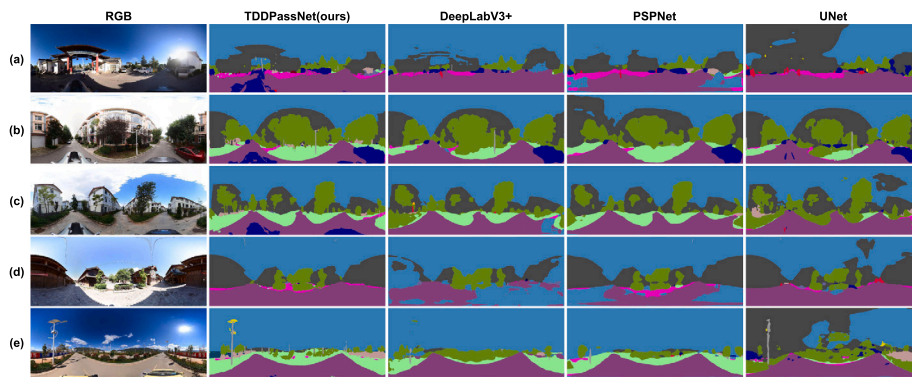 RGB TDDPassNet(ours) DeepLabV3+ PSPNet UNet
(a)
(b)
(c)
(d)
(e)